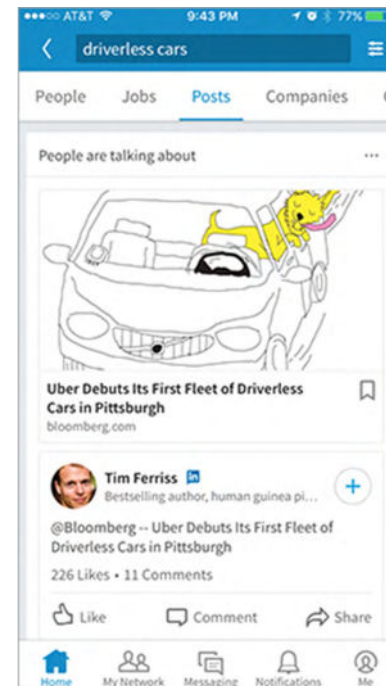 AT&T 9:43 PM 77%
driverless cars
People Jobs Posts Companies
People are talking about
Uber Debuts Its First Fleet of Driverless
Cars in Pittsburgh
bloomberg.com
Tim Ferriss in
Bestselling author, human guinea pi...
@Bloomberg -- Uber Debuts Its First Fleet of
Driverless Cars in Pittsburgh
226 Likes • 11 Comments
Like Comment Share
Home My Network Messaging Notifications Me